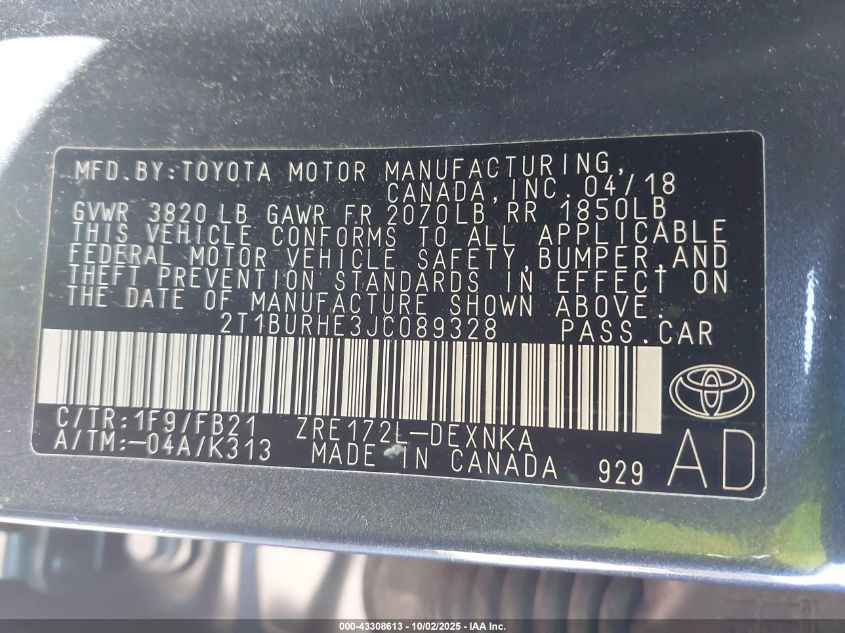 MFD.BY:TOYOTA MOTOR MANUFACTURING,
CANADA,INC. 04/18
GVWR 3820 LB GAWR FR 2070LB RR 1850LB
THIS VEHICLE CONFORMS TO ALL APPLICABLE
FEDERAL MOTOR VEHICLE SAFETY,BUMPER,AND
THEFT PREVENTION STANDARDS IN EFFECT ON
THE DATE OF MANUFACTURE SHOWN ABOVE.
2T1BURHE3JC089328 PASS.CAR
C/TR:1F9/FB21 ZRE172L-DEXNKA
A/TM:-04A/K313 MADE IN CANADA 929 AD
000-43308613 - 10/02/2025 - IAA Inc.